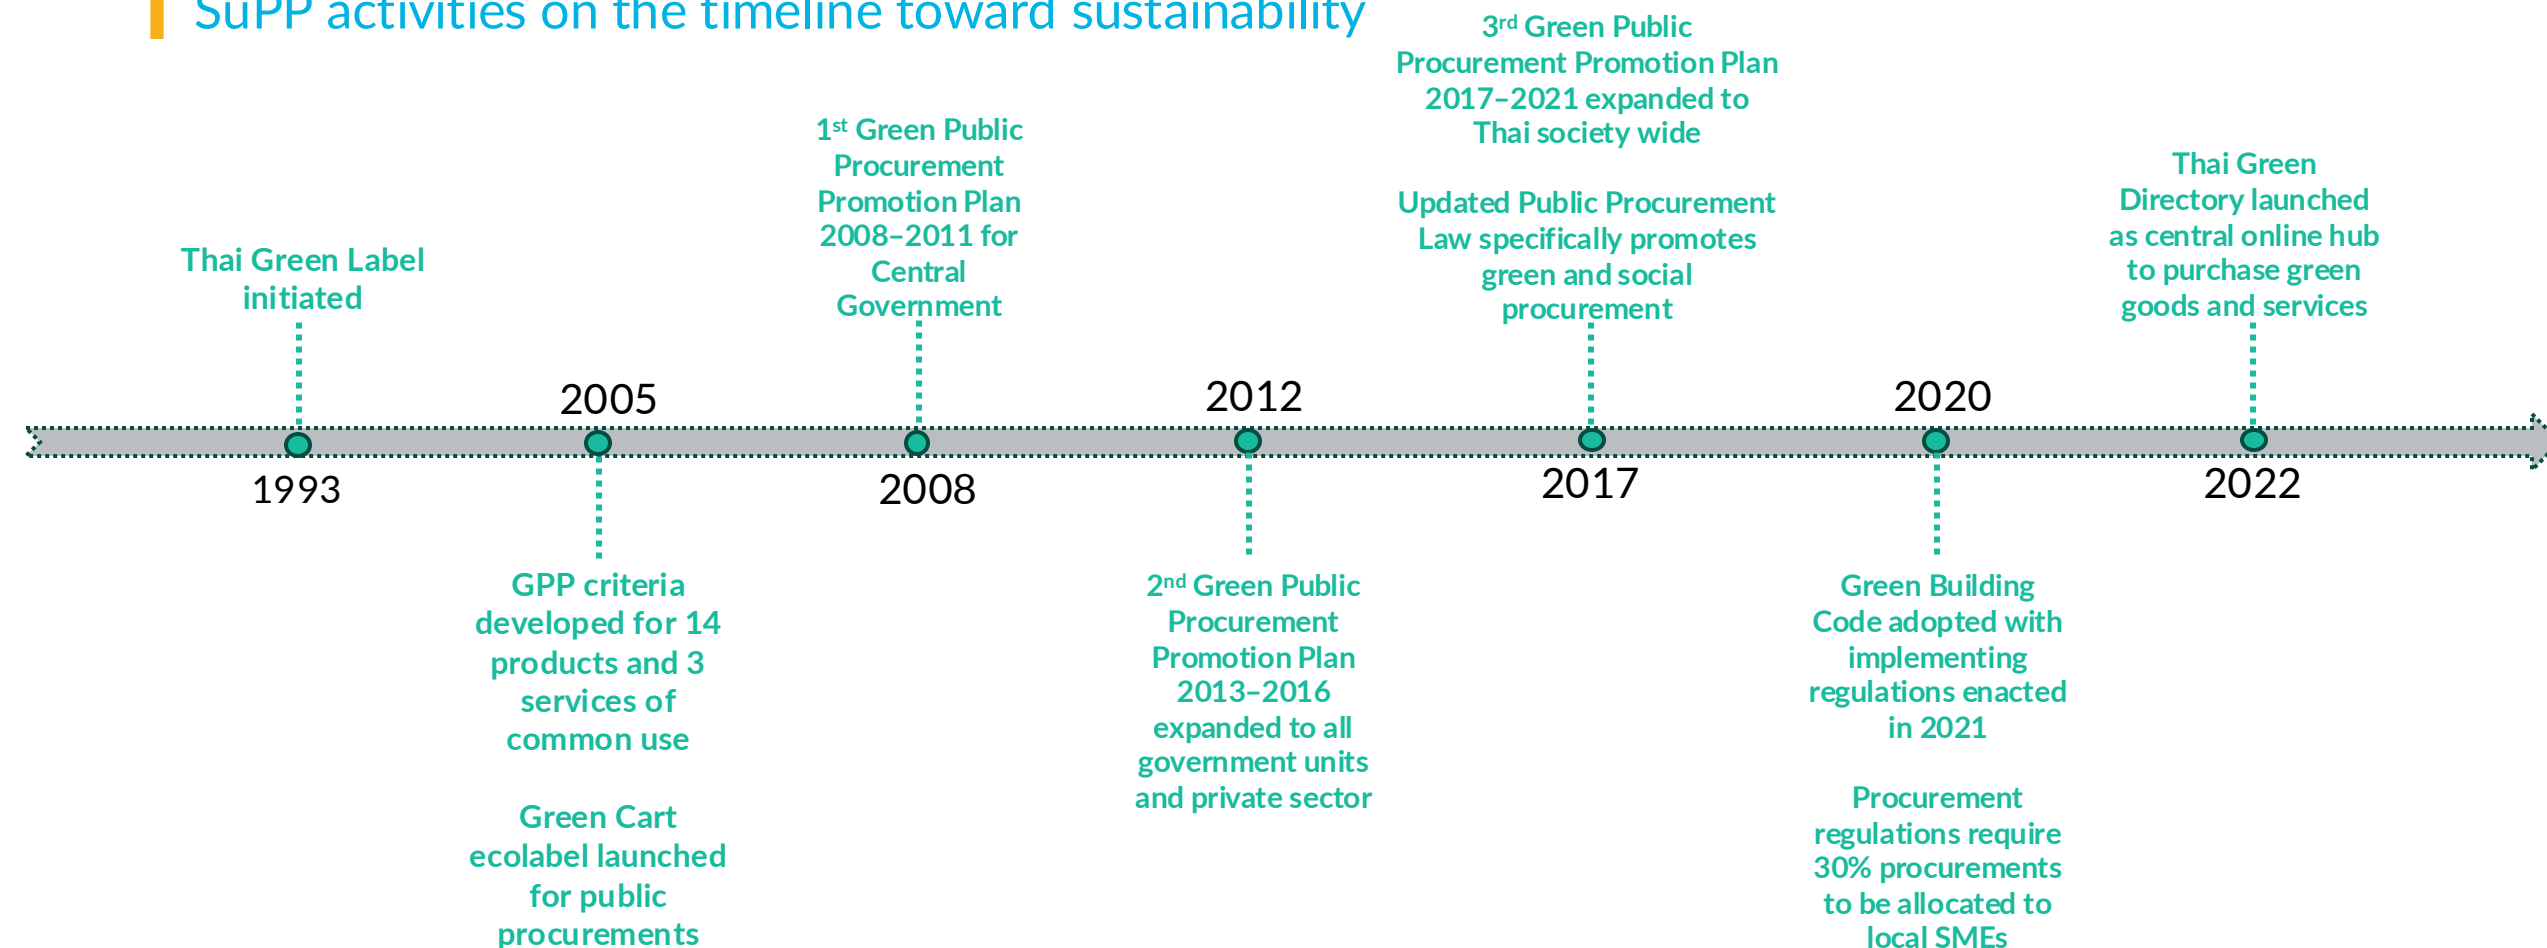 SuPP activities on the timeline toward sustainability
Thai Green Label
initiated
1993
2005
GPP criteria
developed for 14
products and 3
services of
common use
Green Cart
ecolabel launched
for public
procurements
1st Green Public
Procurement
Promotion Plan
2008–2011 for
Central
Government
2008
2012
2nd Green Public
Procurement
Promotion Plan
2013–2016
expanded to all
government units
and private sector
3rd Green Public
Procurement Promotion Plan
2017–2021 expanded to
Thai society wide
Updated Public Procurement
Law specifically promotes
green and social
procurement
2017
2020
Green Building
Code adopted with
implementing
regulations enacted
in 2021
Procurement
regulations require
30% procurements
to be allocated to
local SMEs
Thai Green
Directory launched
as central online hub
to purchase green
goods and services
2022